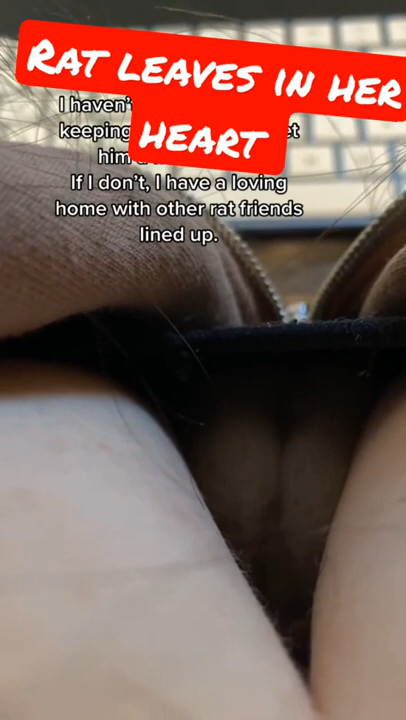 RAT LEAVES IN HER
HEART
I haven't
keeping
him
If I don't, I have a loving
home with other rat friends
lined up.